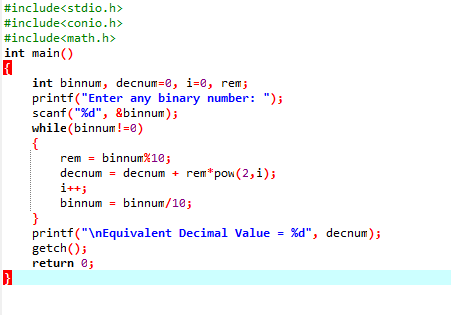 #include<stdio.h>
#include<conio.h>
#include<math.h>
int main()
{
    int binnum, decnum=0, i=0, rem;
    printf("Enter any binary number: ");
    scanf("%d", &binnum);
    while(binnum!=0)
    {
        rem = binnum%10;
        decnum = decnum + rem*pow(2,i);
        i++;
        binnum = binnum/10;
    }
    printf("\nEquivalent Decimal Value = %d", decnum);
    getch();
    return 0;
}